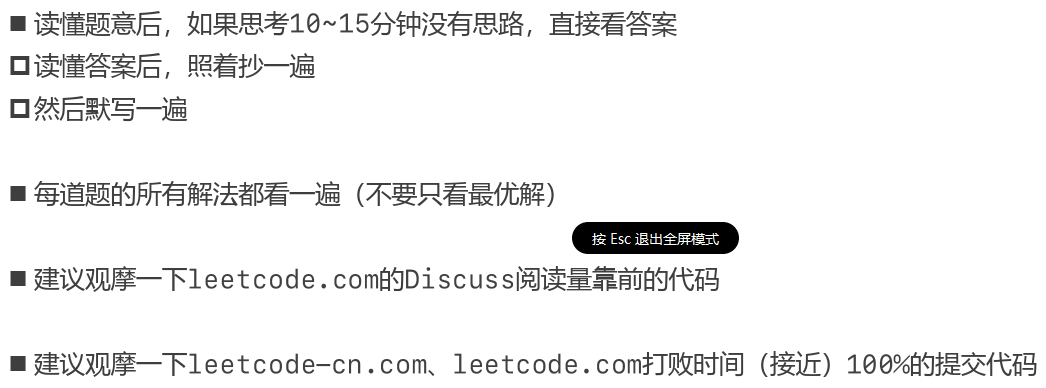 ■ 读懂题意后，如果思考10~15分钟没有思路，直接看答案
□ 读懂答案后，照着抄一遍
□ 然后默写一遍
■ 每道题的所有解法都看一遍（不要只看最优解）
按 Esc 退出全屏模式
■ 建议观摩一下leetcode.com的Discuss阅读量靠前的代码
■ 建议观摩一下leetcode-cn.com、leetcode.com打败时间（接近）100%的提交代码